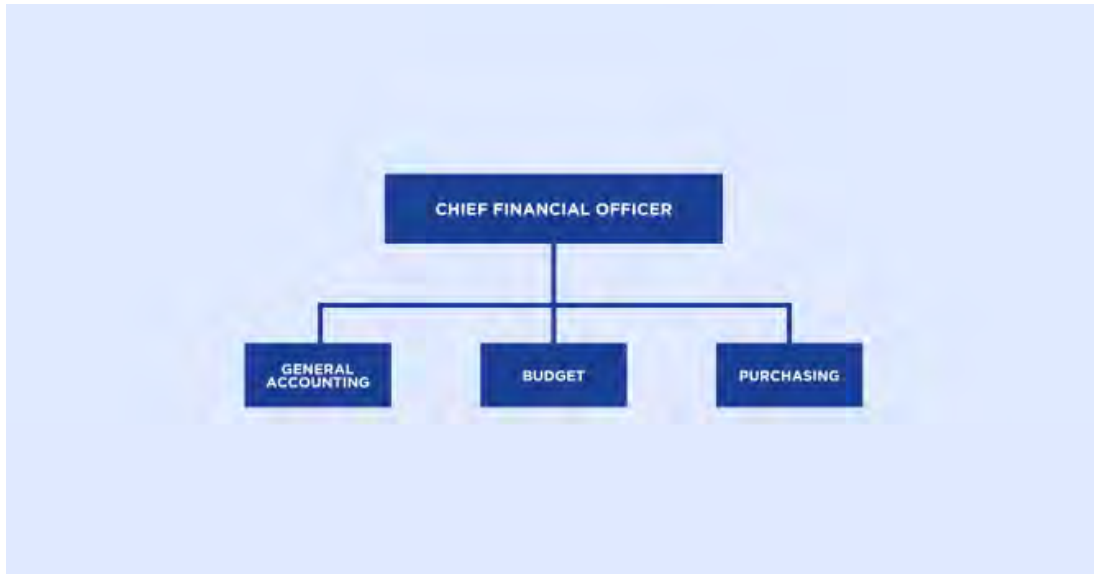 CHIEF FINANCIAL OFFICER
GENERAL
ACCOUNTING
BUDGET
PURCHASING